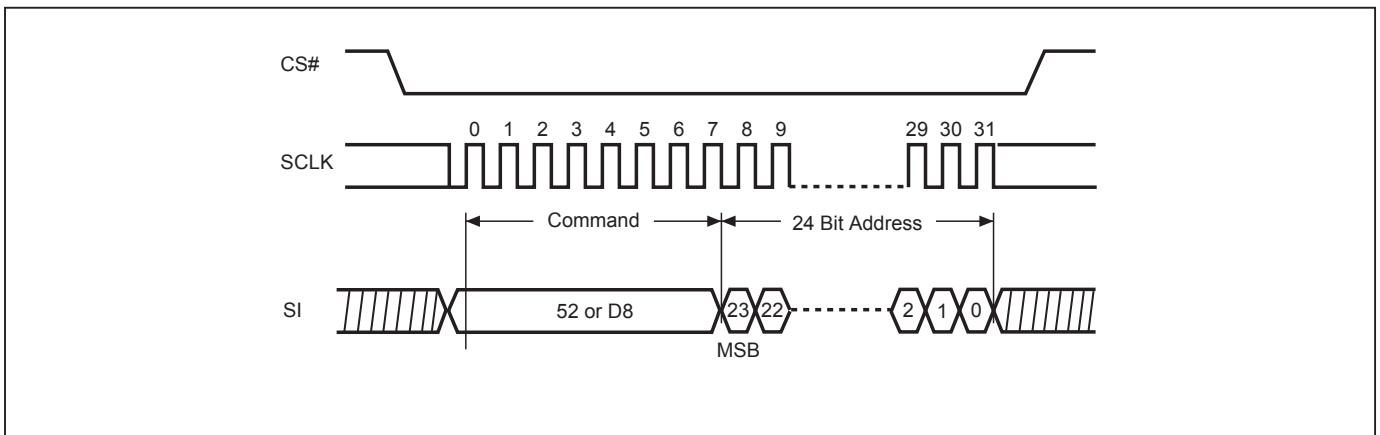 CS#
0 1 2 3 4 5 6 7 8 9 29 30 31
SCLK
Command 24 Bit Address
SI 52 or D8 23 22 2 1 0
MSB